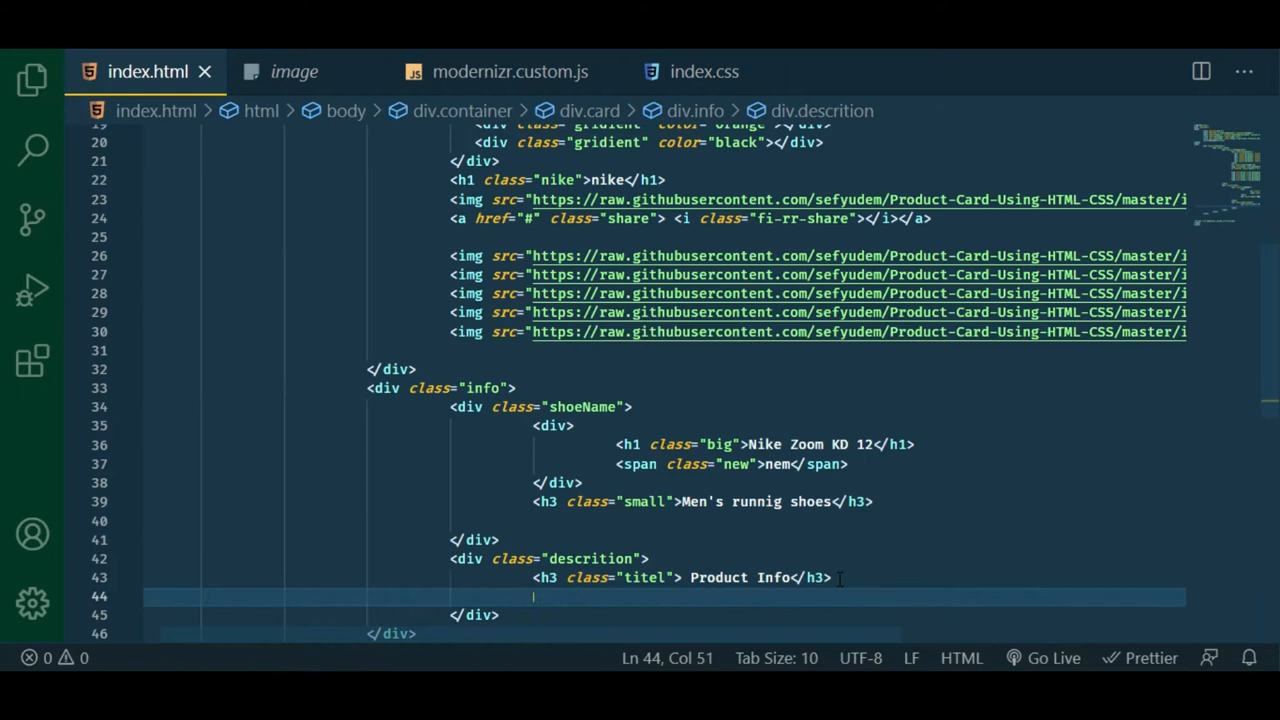 index.html
image
modernizr.custom.js
index.css
index.html > html > body > div.container > div.card > div.info > div.descrition
19 <div class="gridient" color="orange"></div>
20 <div class="gridient" color="black"></div>
21 </div>
22 <h1 class="nike">nike</h1>
23 <img src="https://raw.githubusercontent.com/sefyudem/Product-Card-Using-HTML-CSS/master/i
24 <a href="#" class="share"> <i class="fi-rr-share"></i></a>
25
26 <img src="https://raw.githubusercontent.com/sefyudem/Product-Card-Using-HTML-CSS/master/i
27 <img src="https://raw.githubusercontent.com/sefyudem/Product-Card-Using-HTML-CSS/master/i
28 <img src="https://raw.githubusercontent.com/sefyudem/Product-Card-Using-HTML-CSS/master/i
29 <img src="https://raw.githubusercontent.com/sefyudem/Product-Card-Using-HTML-CSS/master/i
30 <img src="https://raw.githubusercontent.com/sefyudem/Product-Card-Using-HTML-CSS/master/i
31
32 </div>
33 <div class="info">
34 <div class="shoeName">
35 <div>
36 <h1 class="big">Nike Zoom KD 12</h1>
37 <span class="new">nem</span>
38 </div>
39 <h3 class="small">Men's runnig shoes</h3>
40
41 </div>
42 <div class="descrition">
43 <h3 class="titel"> Product Info</h3>
44
45 </div>
46 </div>
0 0 Ln 44, Col 51 Tab Size: 10 UTF-8 LF HTML Go Live Prettier